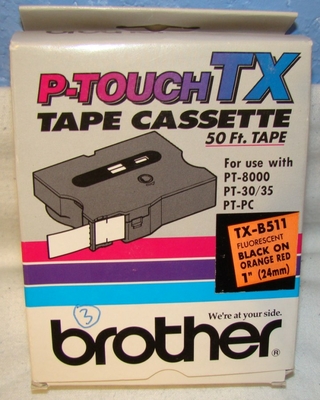 P-TOUCH TX
TAPE CASSETTE
50 Ft. TAPE
For use with
PT-8000
PT-30/35
PT-PC
TX-B511
FLUORESCENT
BLACK ON
ORANGE RED
1" (24mm)
3
We're at your side.
brother®